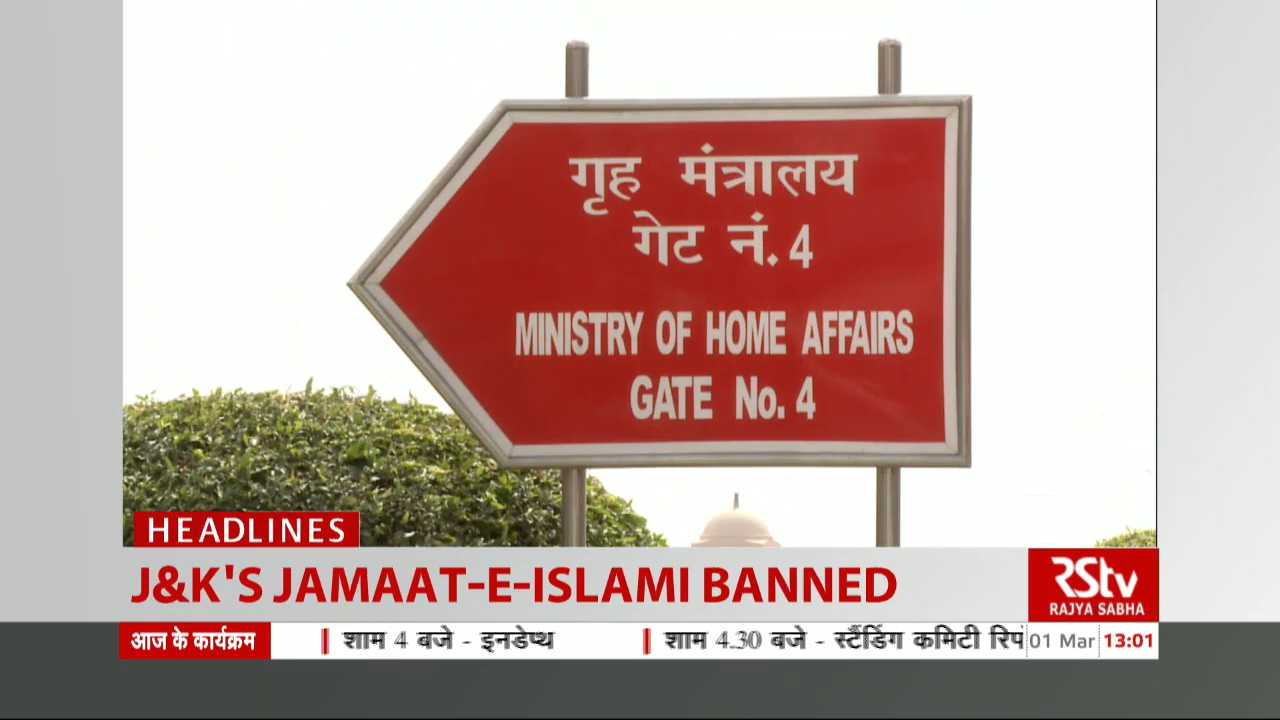 गृह मंत्रालय
गेट नं. 4
MINISTRY OF HOME AFFAIRS
GATE No. 4
HEADLINES
J&K'S JAMAAT-E-ISLAMI BANNED
RStv
RAJYA SABHA
आज के कार्यक्रम | शाम 4 बजे - इनडेप्थ | शाम 4.30 बजे - स्टैंडिंग कमिटी 01 Mar 13:01